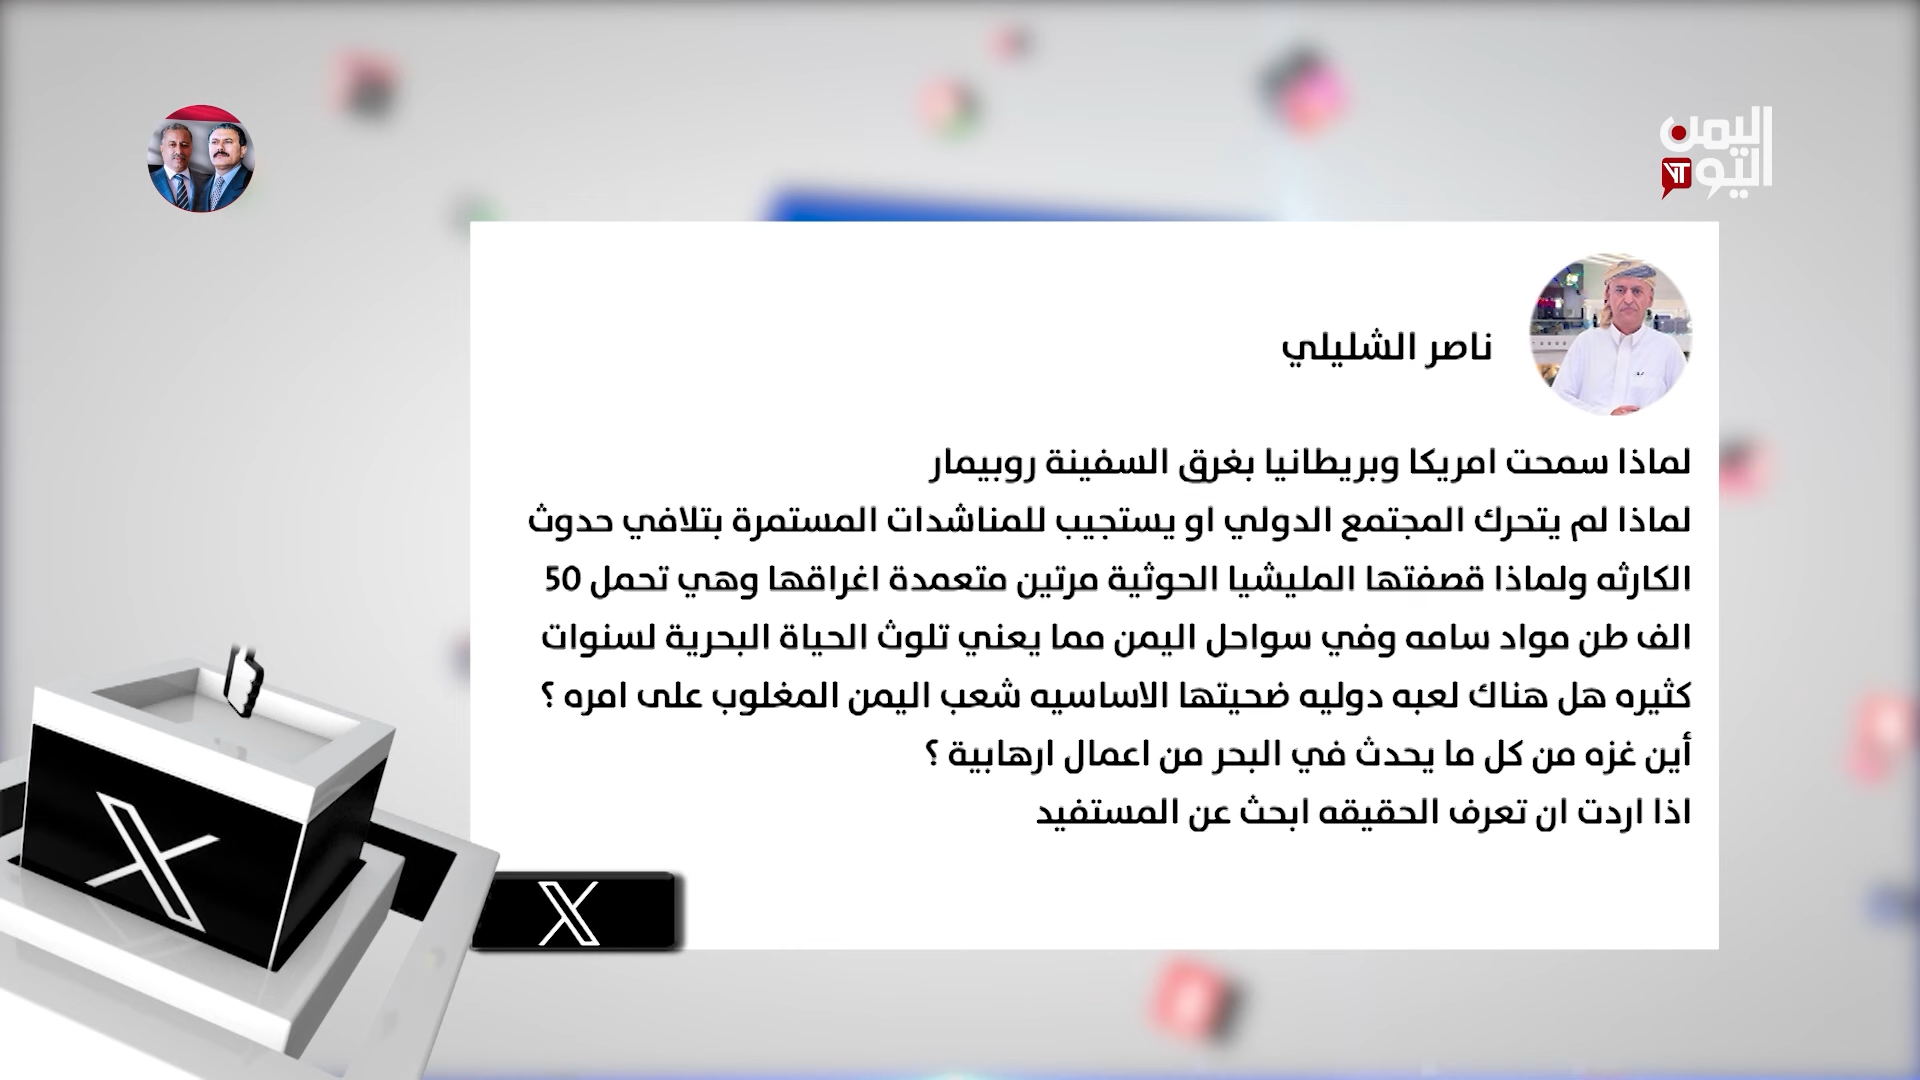 اليمن
اليوم
YT
ناصر الشليلي
لماذا سمحت امريكا وبريطانيا بغرق السفينة روبيمار
لماذا لم يتحرك المجتمع الدولي او يستجيب للمناشدات المستمرة بتلافي حدوث
الكارثه ولماذا قصفتها المليشيا الحوثية مرتين متعمدة اغراقها وهي تحمل 50
الف طن مواد سامه وفي سواحل اليمن مما يعني تلوث الحياة البحرية لسنوات
كثيره هل هناك لعبه دوليه ضحيتها الاساسيه شعب اليمن المغلوب على امره ؟
أين غزه من كل ما يحدث في البحر من اعمال ارهابية ؟
اذا اردت ان تعرف الحقيقه ابحث عن المستفيد
X
X